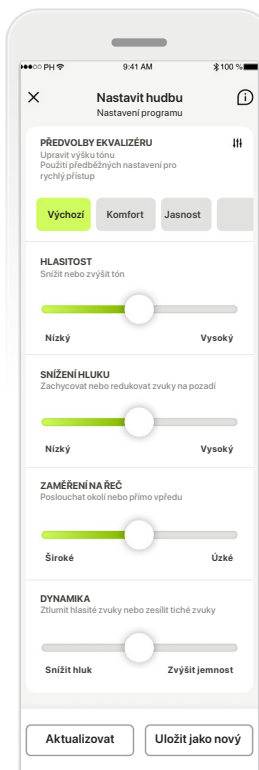 PH 9:41 AM 100 %
Nastavit hudbu
Nastavení programu
PŘEDVOLBY EKVALIZÉRU
Upravit výšku
tónu
Použití předběžných nastavení pro
rychlý přístup
Výchozí Komfort Jasnost
HLASITOST
Snížit nebo zvýšit tón
Nízký Vysoký
SNÍŽENÍ HLUKU
Zachycovat nebo redukovat zvuky na pozadí
Nízký Vysoký
ZAMĚŘENÍ NA ŘEČ
Poslouchat okolí nebo přímo vpředu
Široké Úzké
DYNAMIKA
Ztlumit hlasité zvuky nebo zesílit tiché zvuky
Snížit hluk Zvýšit jemnost
Aktualizovat Uložit jako nový